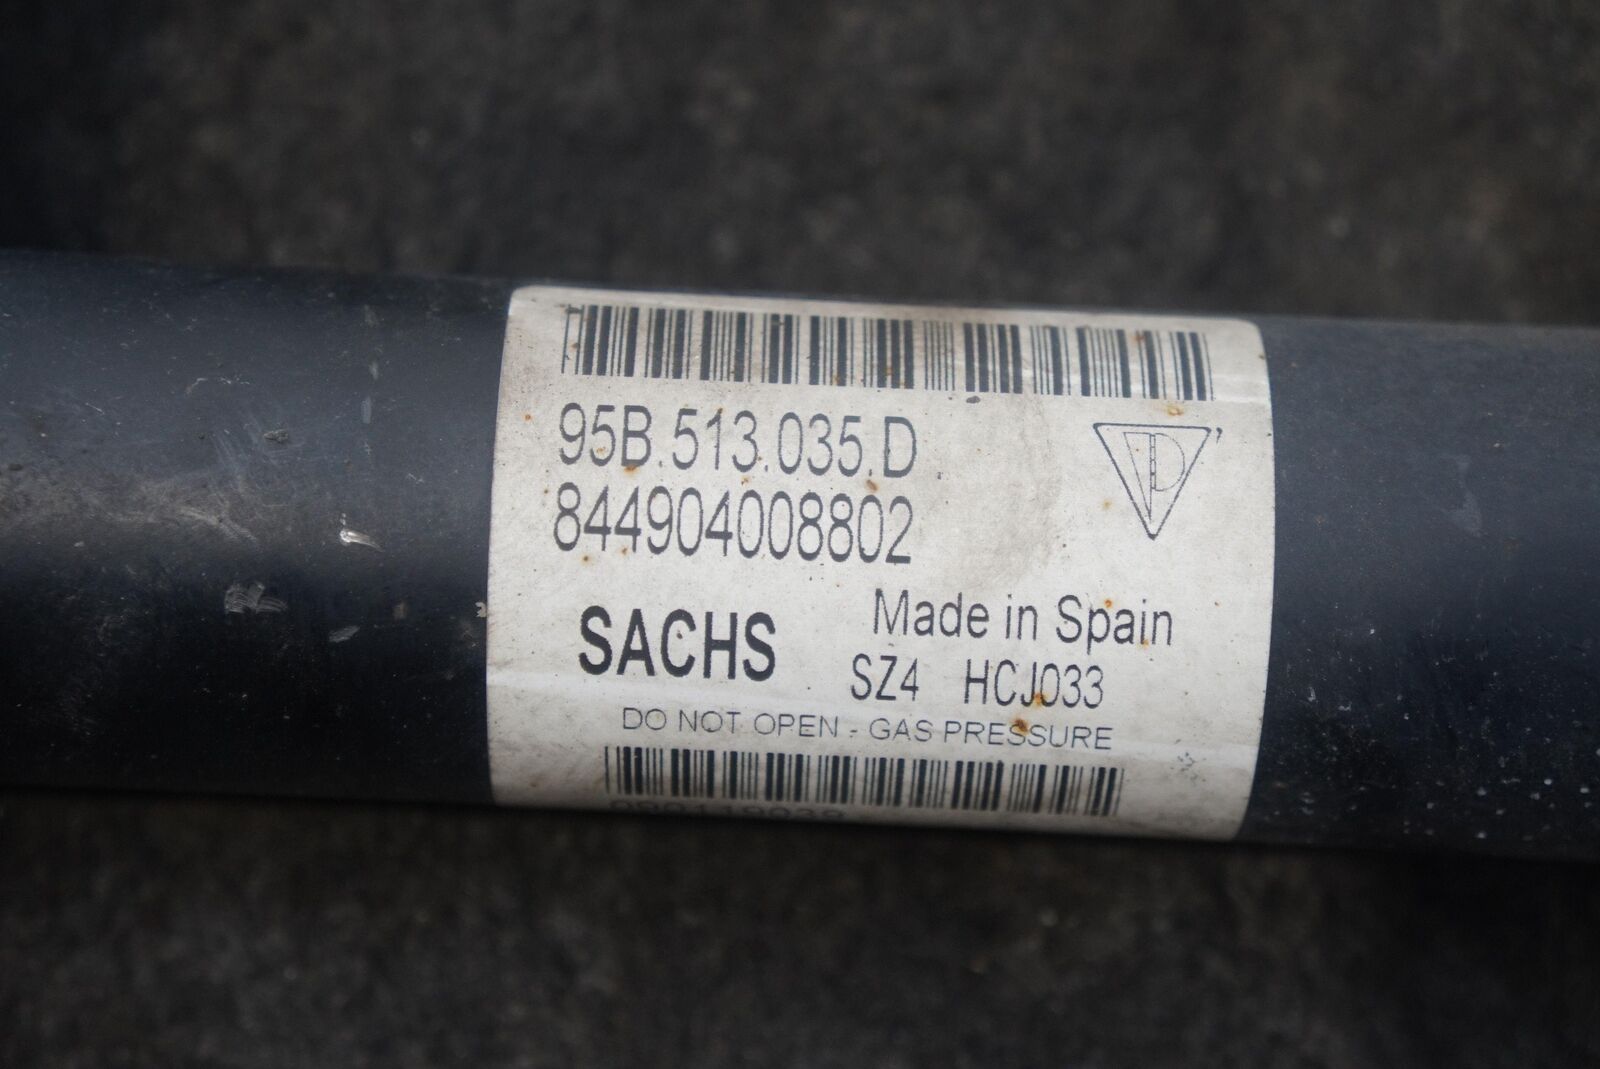 95B.513.035.D
844904008802
SACHS
Made in Spain
SZ4 HCJ033
DO NOT OPEN - GAS PRESSURE